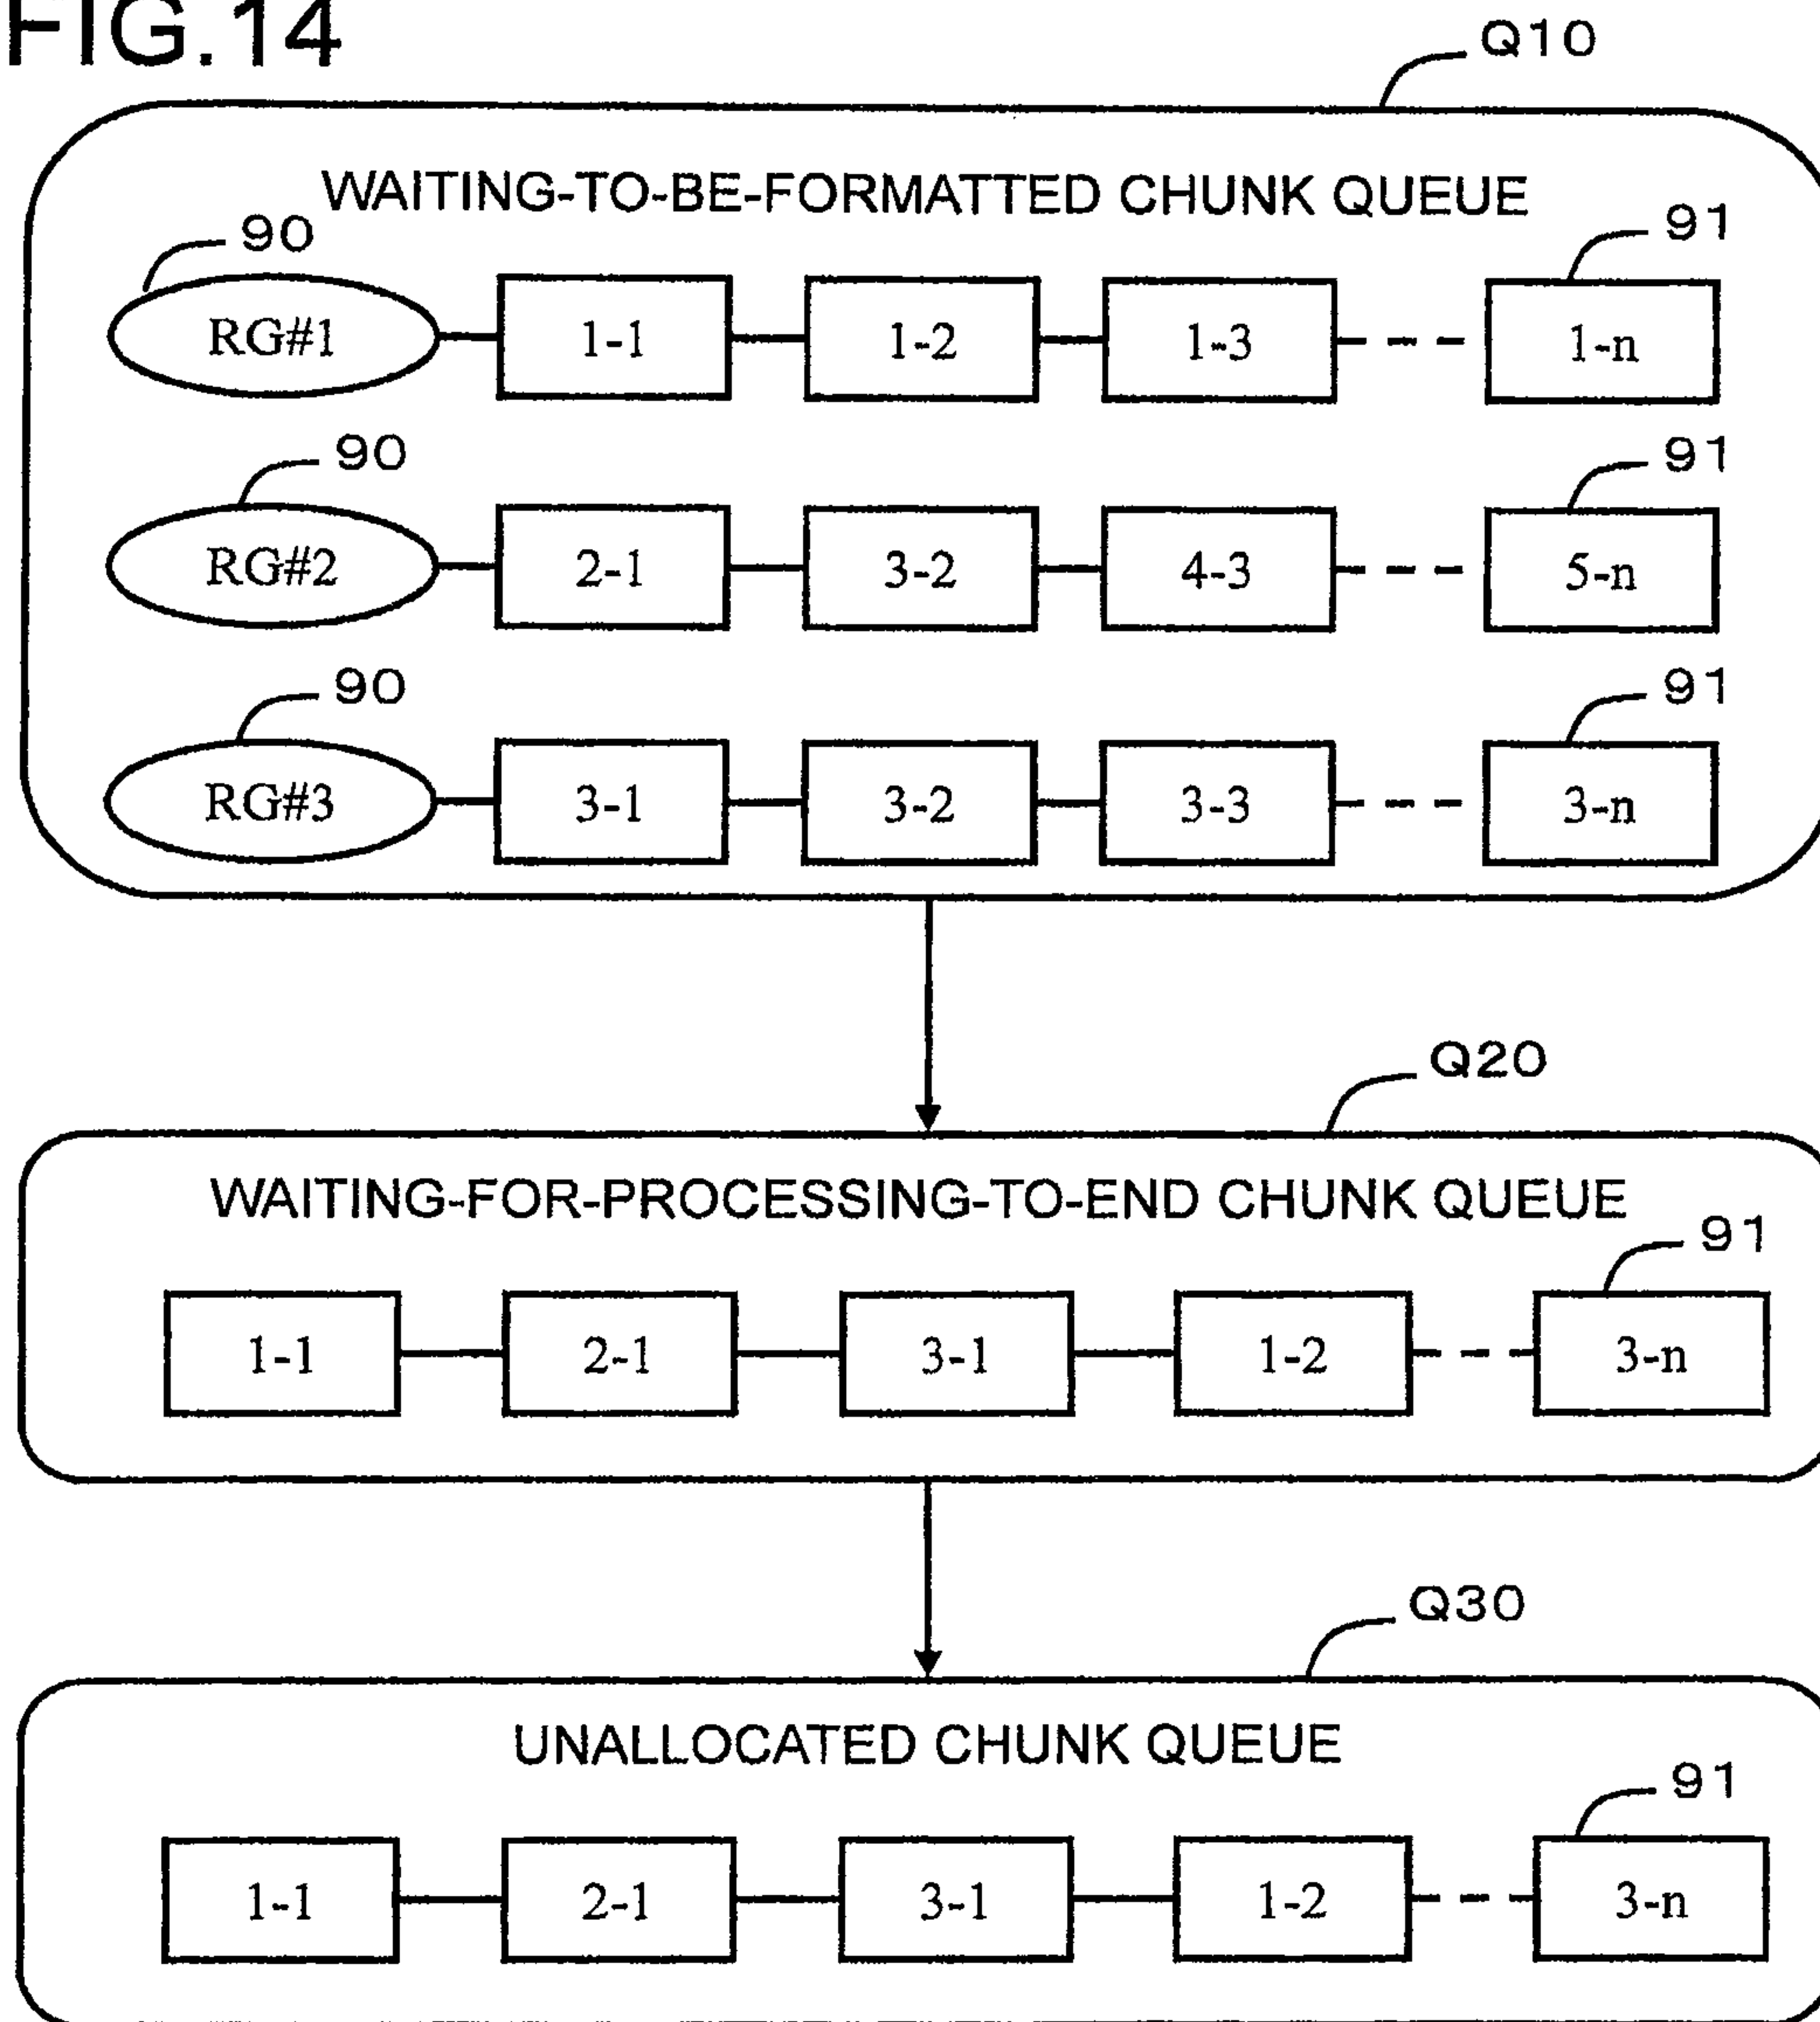 FIG.14
Q10
WAITING-TO-BE-FORMATTED CHUNK QUEUE
90 91
RG#1 1-1 1-2 1-3 1-n
90 91
RG#2 2-1 3-2 4-3 5-n
90 91
RG#3 3-1 3-2 3-3 3-n
Q20
WAITING-FOR-PROCESSING-TO-END CHUNK QUEUE
91
1-1 2-1 3-1 1-2 3-n
Q30
UNALLOCATED CHUNK QUEUE
91
1-1 2-1 3-1 1-2 3-n